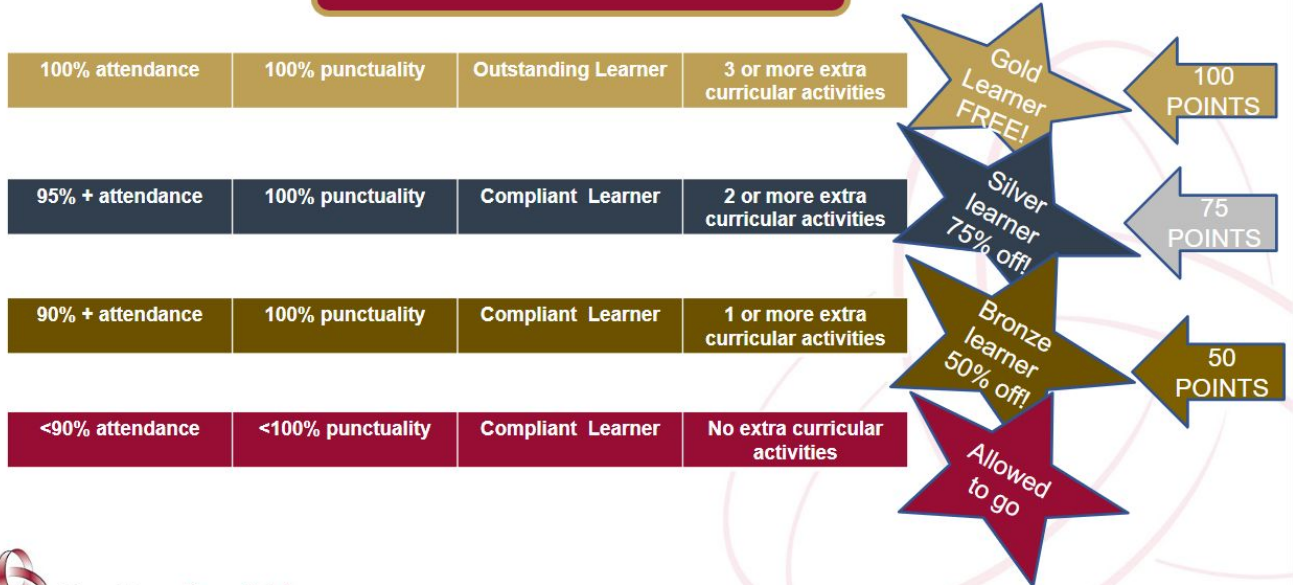 100% attendance
100% punctuality
Outstanding Learner
3 or more extra
curricular activities
Gold
Learner
FREE!
100
POINTS
95% + attendance
100% punctuality
Compliant Learner
2 or more extra
curricular activities
Silver
learner
75% off!
75
POINTS
90% + attendance
100% punctuality
Compliant Learner
1 or more extra
curricular activities
Bronze
learner
50% off!
50
POINTS
<90% attendance
<100% punctuality
Compliant Learner
No extra curricular
activities
Allowed
to go